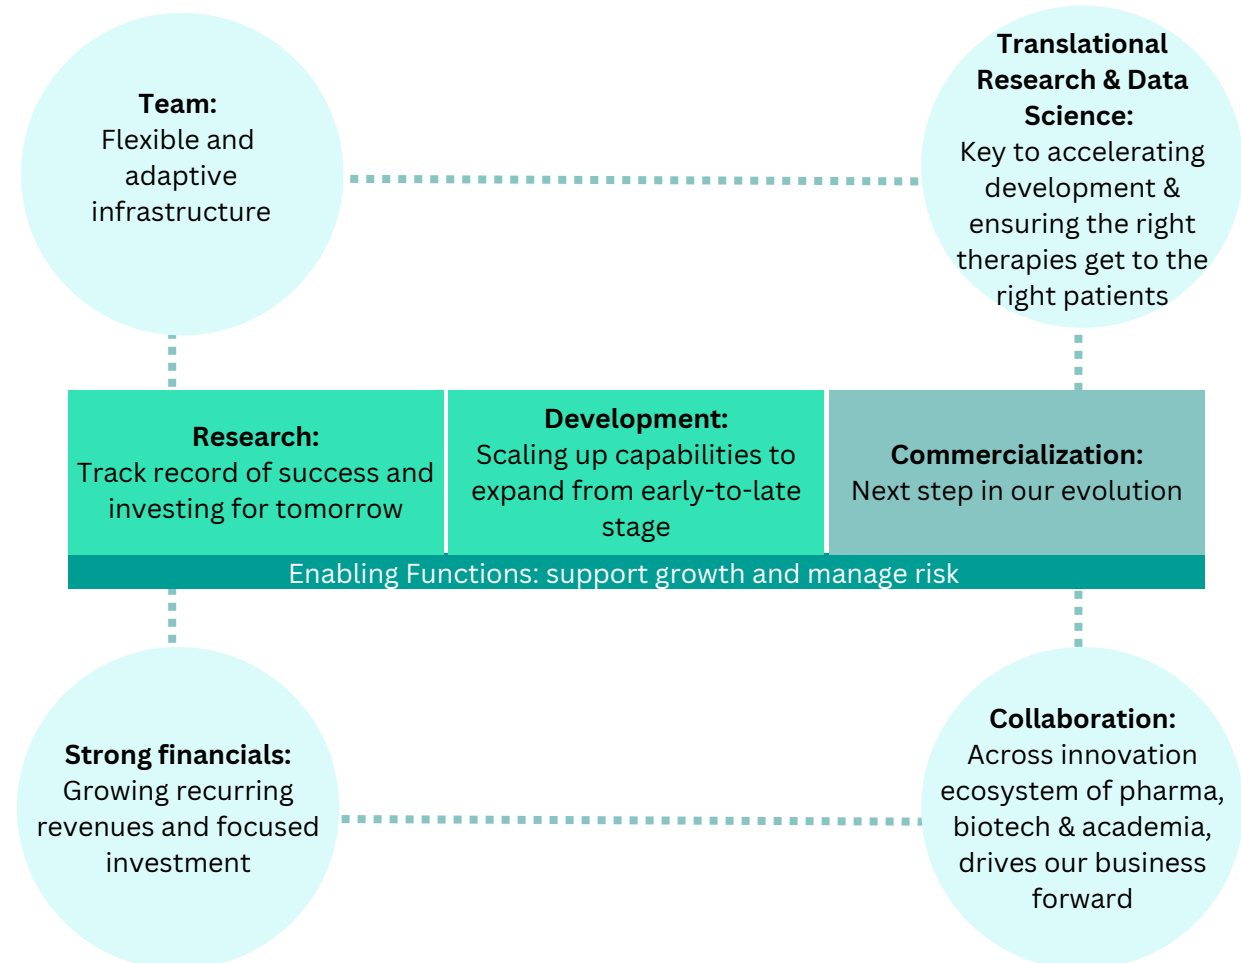 Team:
Flexible and
adaptive
infrastructure
Translational
Research & Data
Science:
Key to accelerating
development &
ensuring the right
therapies get to the
right patients
Research:
Track record of success and
investing for tomorrow
Development:
Scaling up capabilities to
expand from early-to-late
stage
Commercialization:
Next step in our evolution
Enabling Functions: support growth and manage risk
Strong financials:
Growing recurring
revenues and focused
investment
Collaboration:
Across innovation
ecosystem of pharma,
biotech & academia,
drives our business
forward